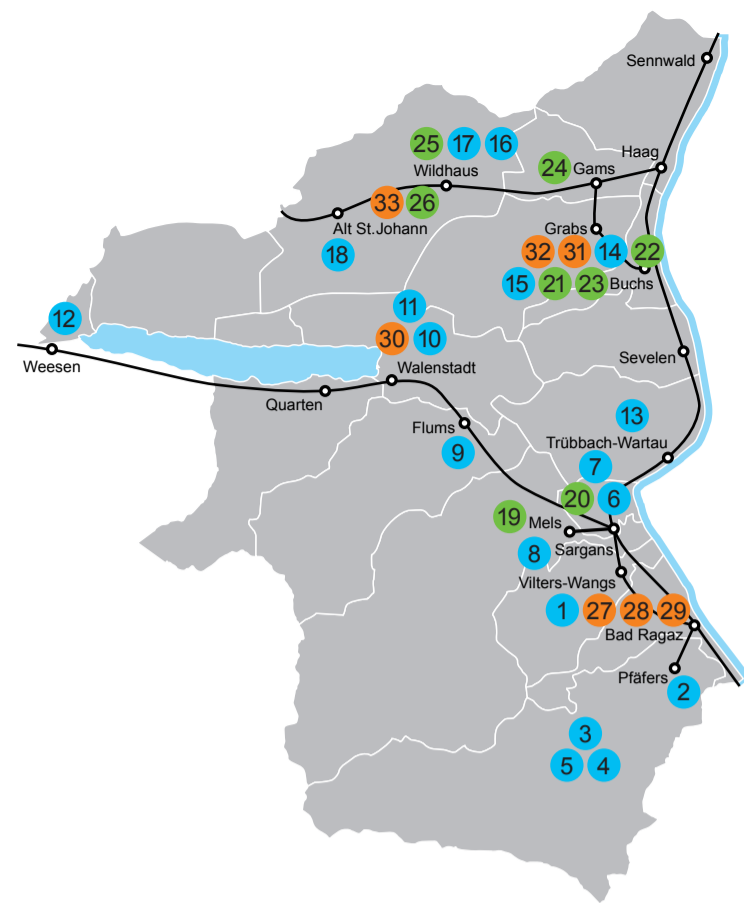 Sennwald
Haag
25 17 16
24
Wildhaus
Gams
33 26
Alt St.Johann
Grabs
18
32 31 14 22
15 21 23 Buchs
11
12
30 10
Weesen
Walenstadt
Sevelen
Quarten
13
Flums
Trübbach-Wartau
9
7
20 6
19 Mels
Sargans
8
Vilters-Wangs
1 27 28 29
Bad Ragaz
Pfäfers
2
3
5 4